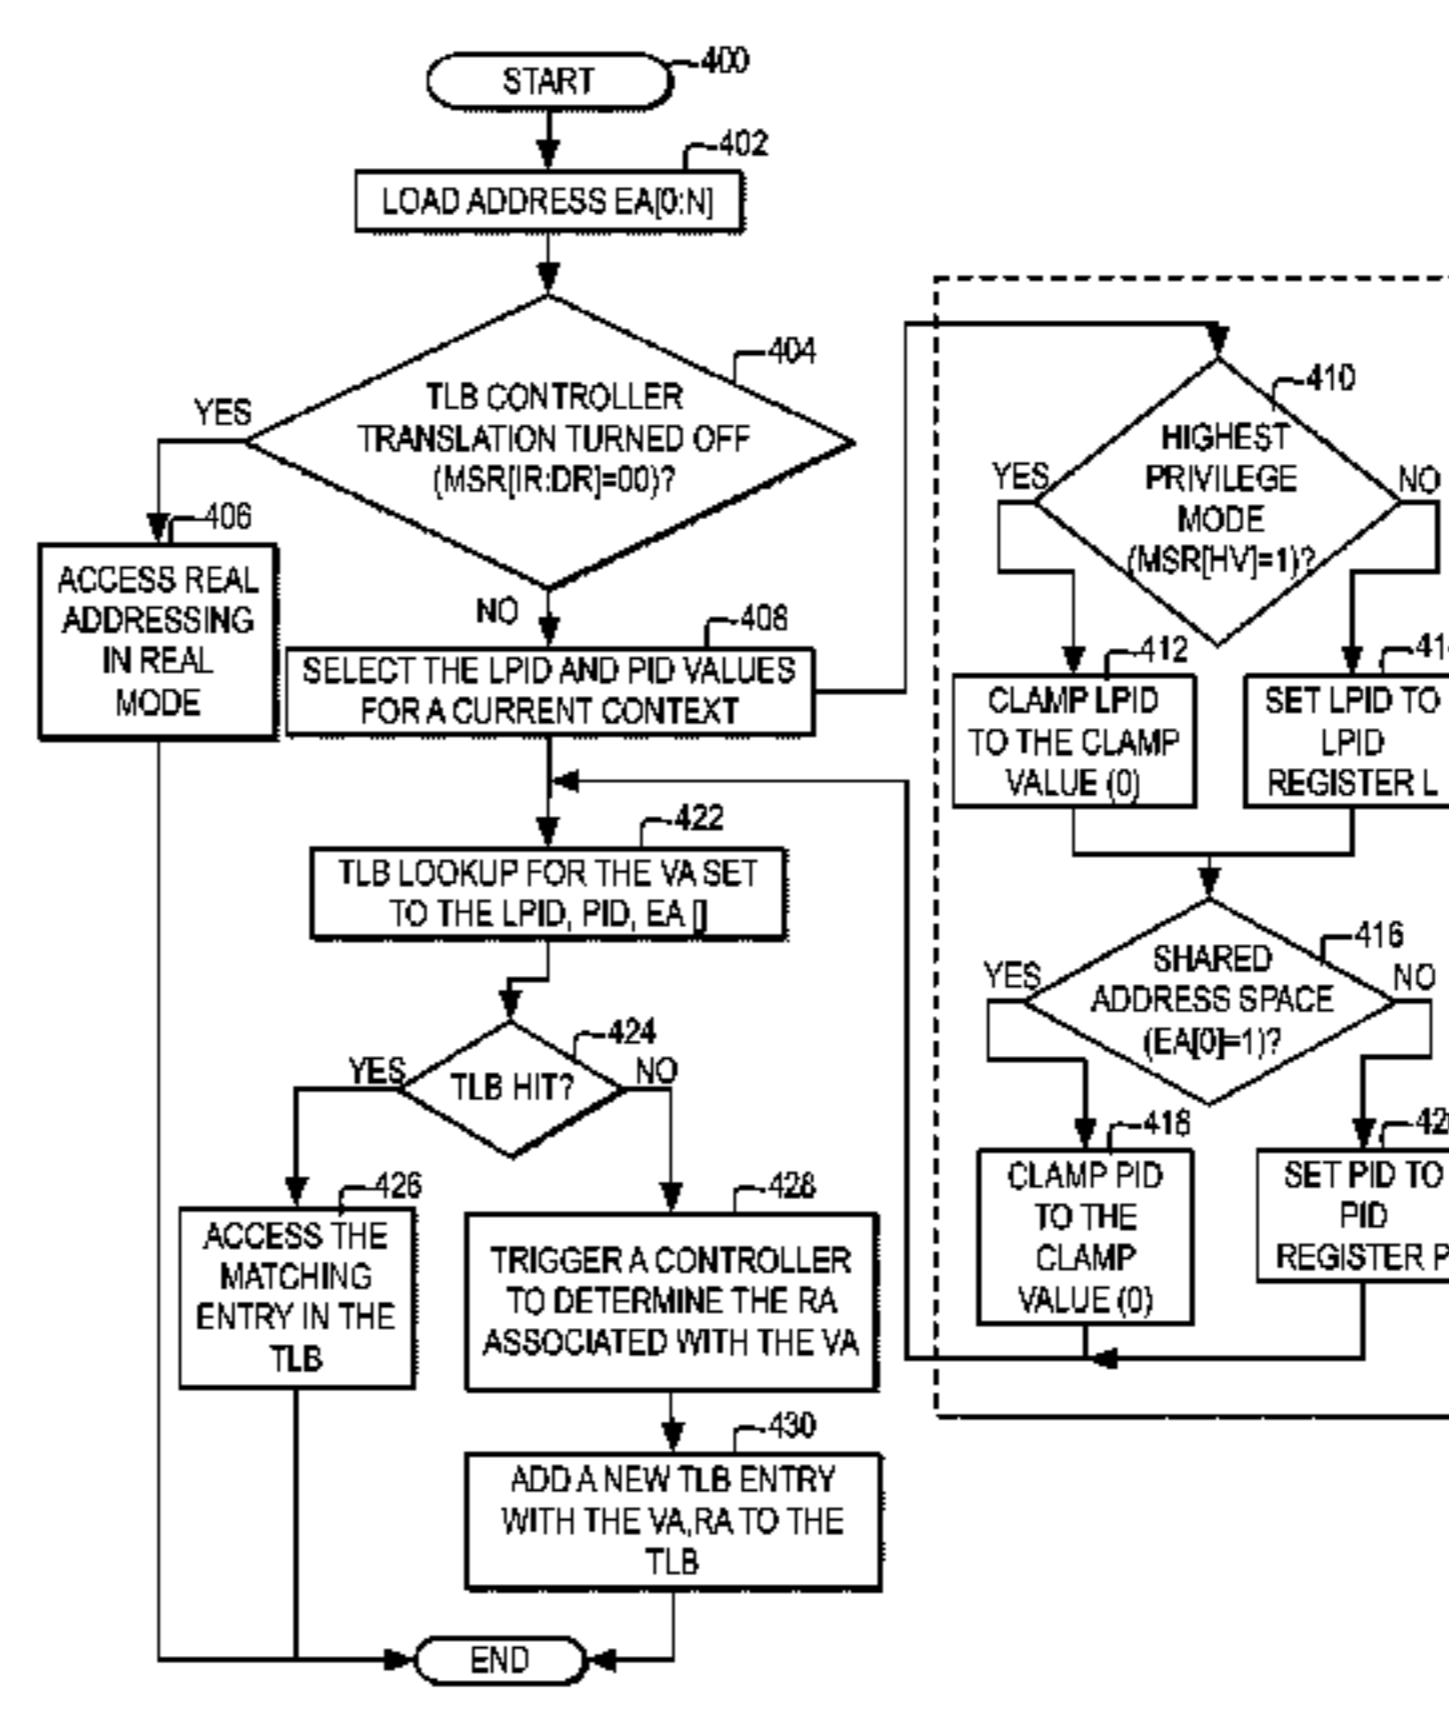 START
400
402
LOAD ADDRESS EA[0:N]
404
TLB CONTROLLER
TRANSLATION TURNED OFF
(MSR[IR:DR]=00)?
YES
NO
406
ACCESS REAL
ADDRESSING
IN REAL
MODE
408
SELECT THE LPID AND PID VALUES
FOR A CURRENT CONTEXT
410
HIGHEST
PRIVILEGE
MODE
(MSR[HV]=1)?
YES
NO
412
CLAMP LPID
TO THE CLAMP
VALUE (0)
SET LPID TO
LPID
REGISTER L
416
SHARED
ADDRESS SPACE
(EA[0]=1)?
YES
NO
418
CLAMP PID
TO THE
CLAMP
VALUE (0)
SET PID TO
PID
REGISTER P
422
TLB LOOKUP FOR THE VA SET
TO THE LPID, PID, EA []
424
TLB HIT?
YES
NO
426
ACCESS THE
MATCHING
ENTRY IN THE
TLB
428
TRIGGER A CONTROLLER
TO DETERMINE THE RA
ASSOCIATED WITH THE VA
430
ADD A NEW TLB ENTRY
WITH THE VA,RA TO THE
TLB
END